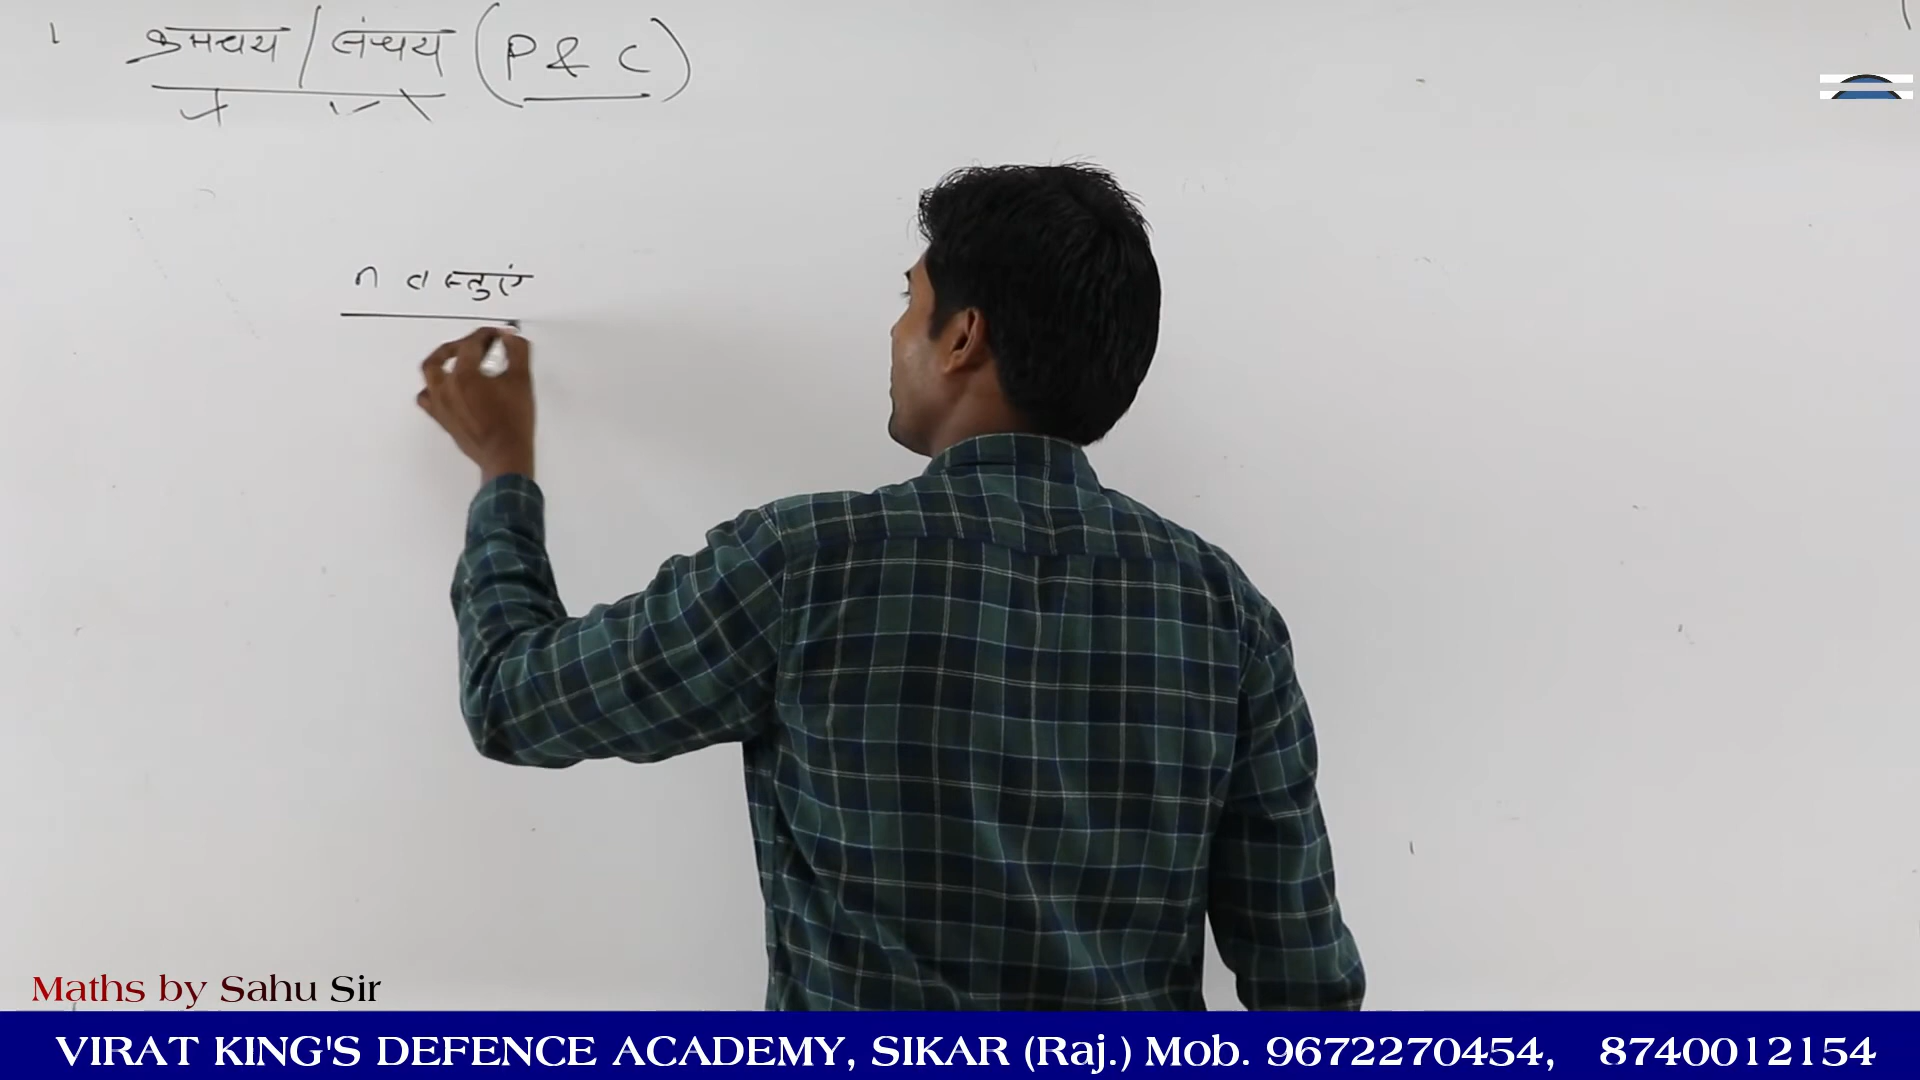 क्रमचय / संचय (P & C)
n वस्तुएं
Maths by Sahu Sir
VIRAT KING'S DEFENCE ACADEMY, SIKAR (Raj.) Mob. 9672270454, 8740012154